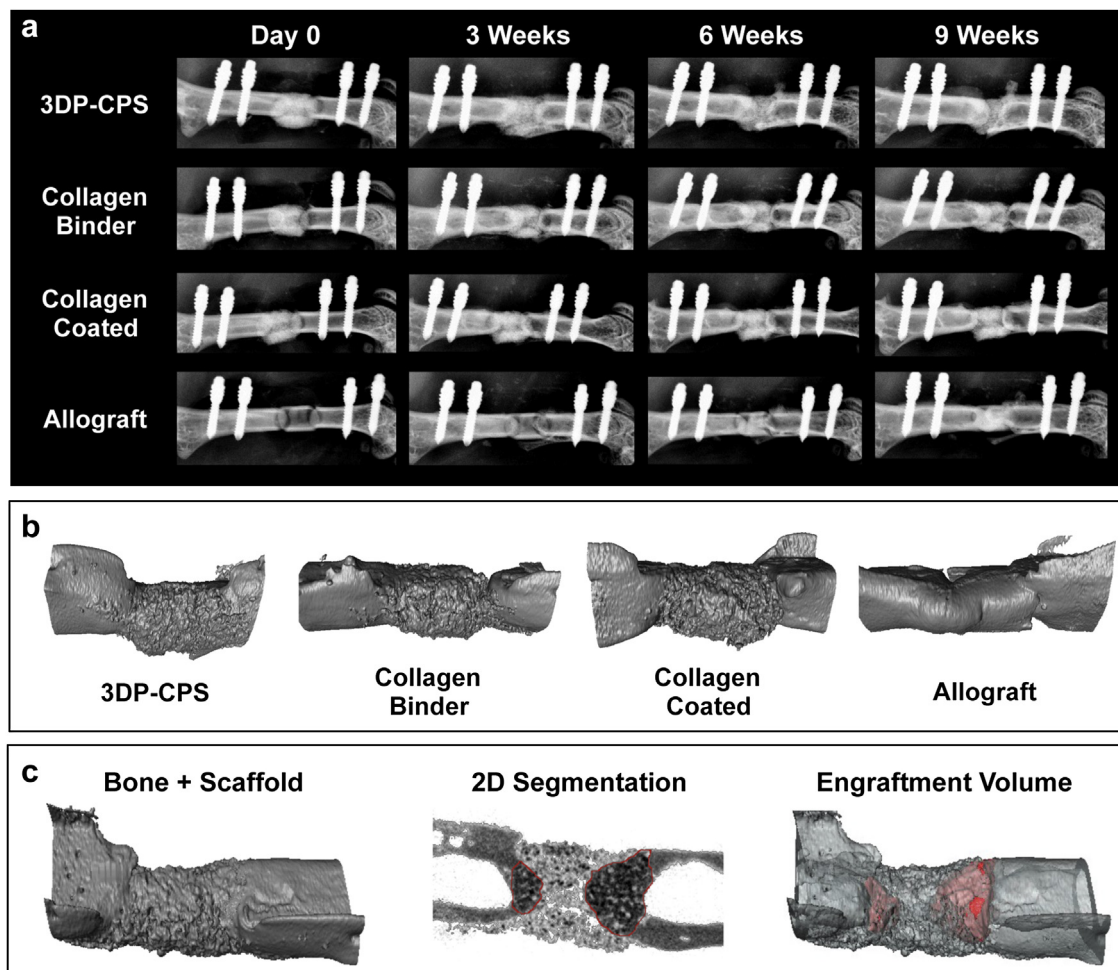 a
Day 0 3 Weeks 6 Weeks 9 Weeks
3DP-CPS
Collagen
Binder
Collagen
Coated
Allograft
b
3DP-CPS
Collagen
Binder
Collagen
Coated
Allograft
c
Bone + Scaffold 2D Segmentation Engraftment Volume